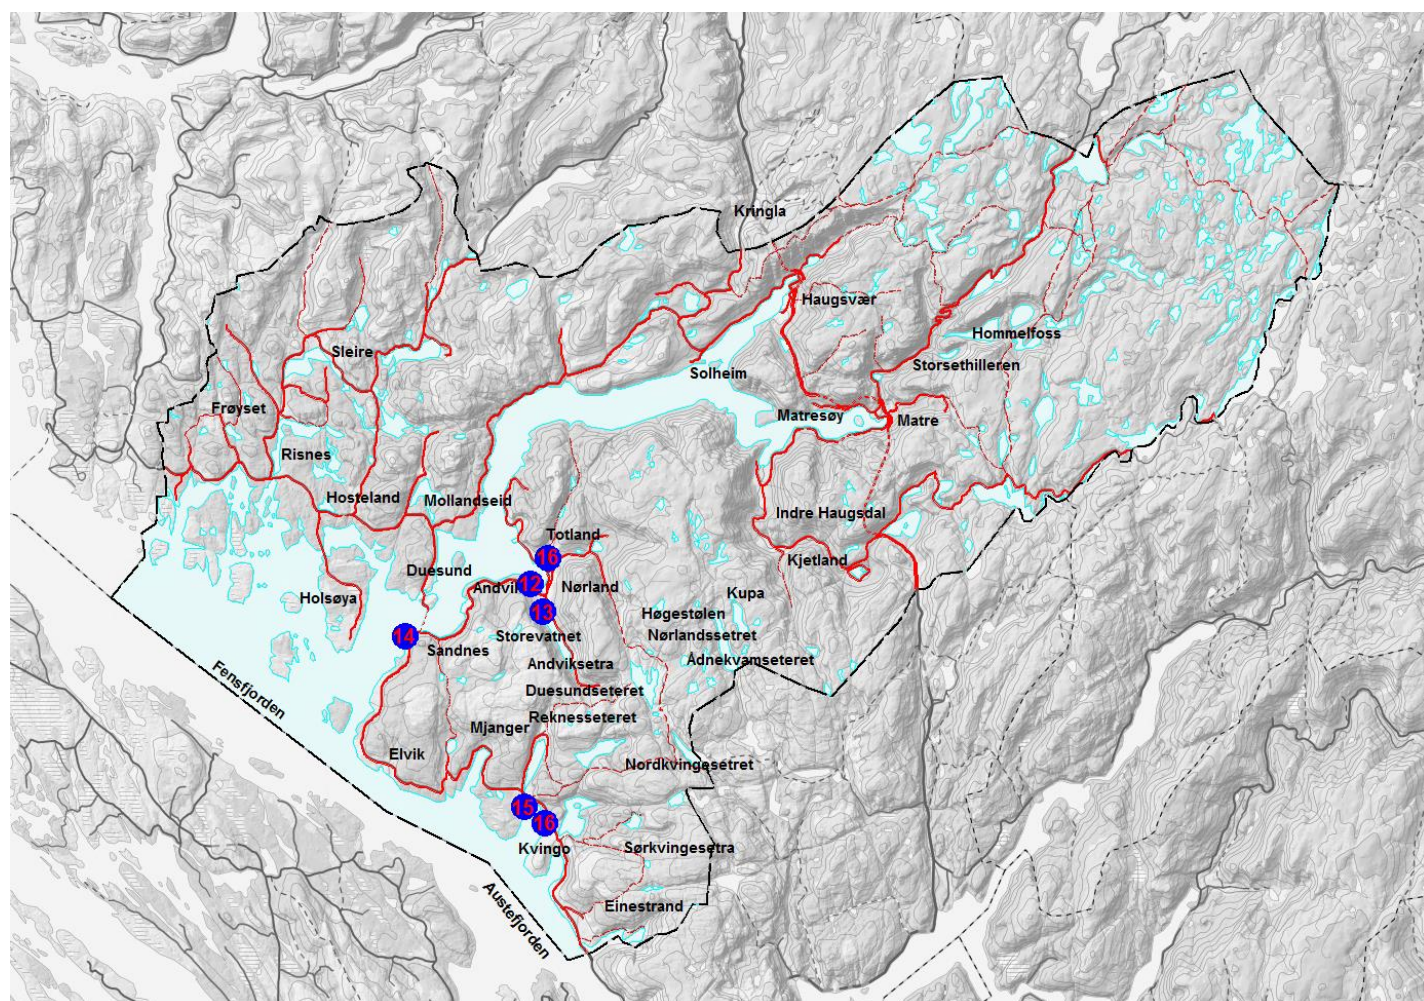 Kringla
Haugsvær
Hommelfoss
Sleire
Storsethilleren
Solheim
Frøyset
Matresøy
Matre
Risnes
Hosteland
Mollandseid
Indre Haugsdal
Totland
16
Kjetland
Duesund
12
Andvik
Nørland
Holsøya
13
Kupa
Høgestølen
14
Storevatnet
Nørlandssetret
Sandnes
Andviksetra
Ådnekvamseteret
Fensfjorden
Duesundseteret
Reknesseteret
Mjanger
Elvik
Nordkvingesetret
15
16
Kvingo
Sørkvingesetra
Austefjorden
Einestrand